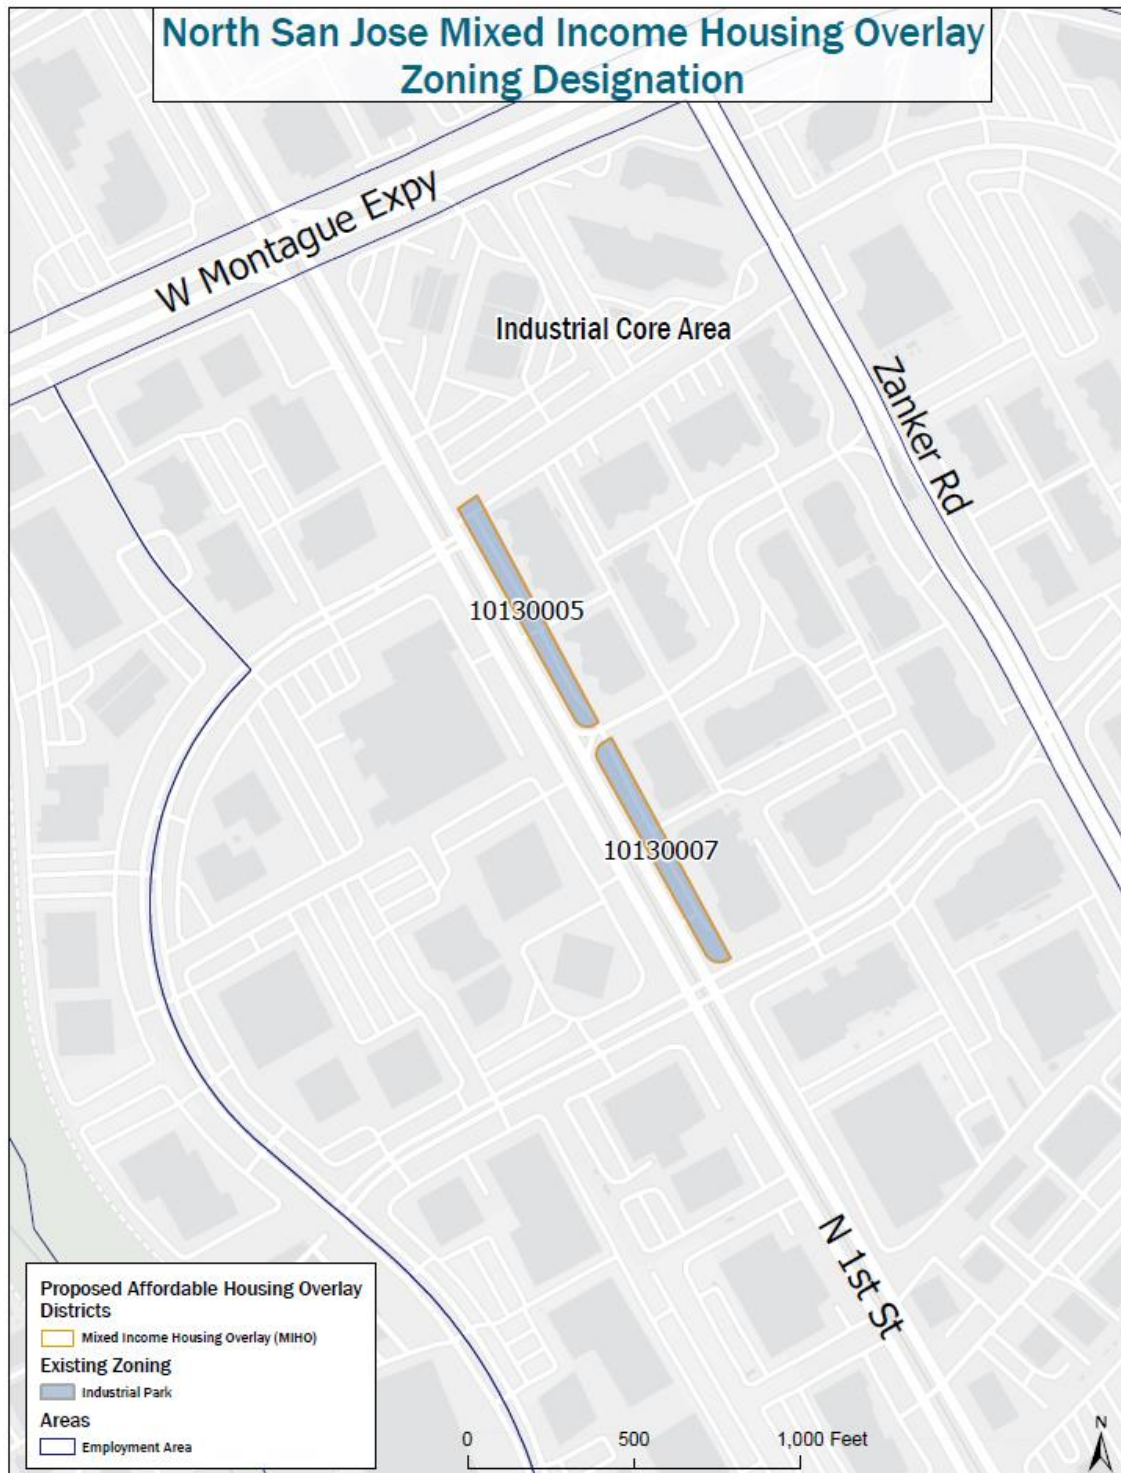 North San Jose Mixed Income Housing Overlay
Zoning Designation
W Montague Expy
Industrial Core Area
Zanker Rd
10130005
10130007
N 1st St
Proposed Affordable Housing Overlay
Districts
Mixed Income Housing Overlay (MIHO)
Existing Zoning
Industrial Park
Areas
Employment Area
0 500 1,000 Feet
N